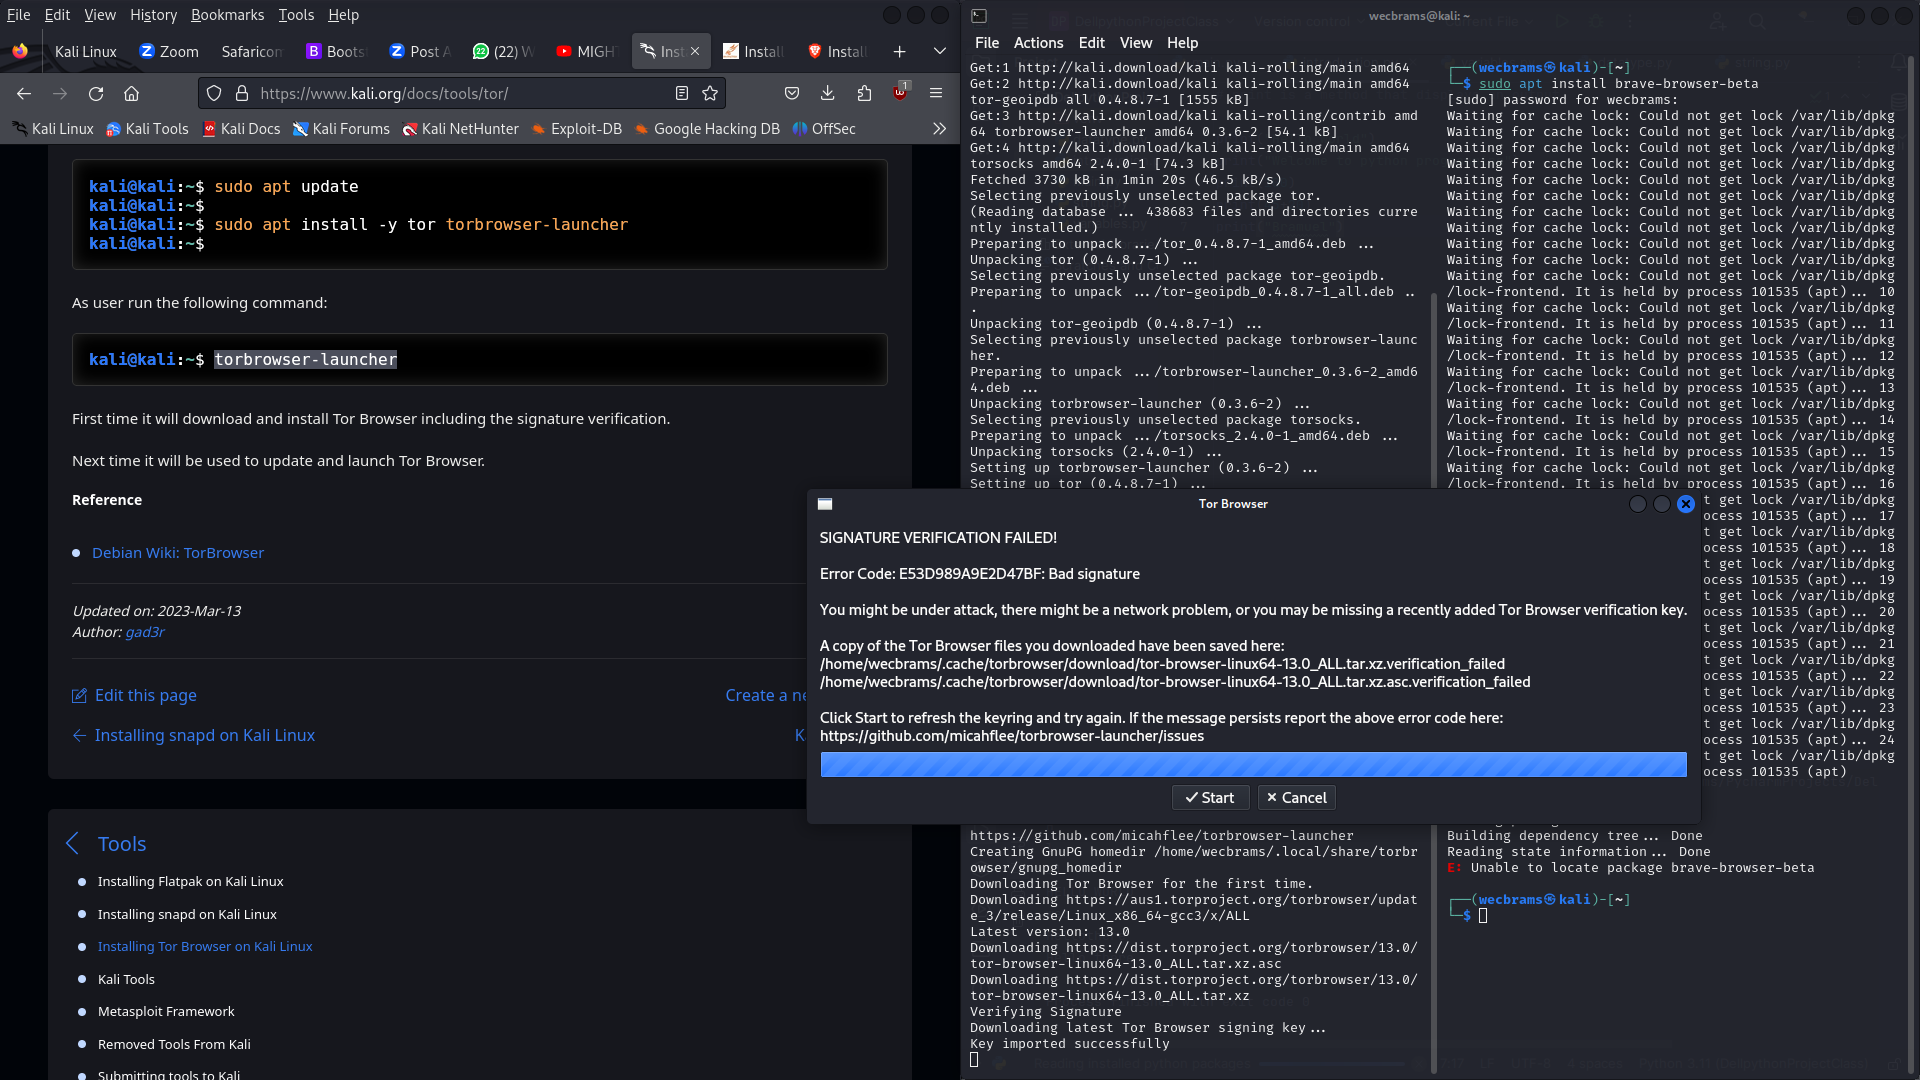 File Edit View History Bookmarks Tools Help
Kali Linux Zoom Safaricon Boots Post A (22) W MIGH Inst Install Install
https://www.kali.org/docs/tools/tor/
1
Kali Linux Kali Tools Kali Docs Kali Forums Kali NetHunter Exploit-DB Google Hacking DB OffSec
kali@kali:~$ sudo apt update
kali@kali:~$
kali@kali:~$ sudo apt install -y tor torbrowser-launcher
kali@kali:~$
As user run the following command:
kali@kali:~$ torbrowser-launcher
First time it will download and install Tor Browser including the signature verification.
Next time it will be used to update and launch Tor Browser.
Reference
Debian Wiki: TorBrowser
Updated on: 2023-Mar-13
Author: gad3r
Edit this page
Create a ne
Installing snapd on Kali Linux
Ka
Tools
Installing Flatpak on Kali Linux
Installing snapd on Kali Linux
Installing Tor Browser on Kali Linux
Kali Tools
Metasploit Framework
Removed Tools From Kali
Submitting tools to Kali
wecbrams@kali: ~
File Actions Edit View Help
Get:1 http://kali.download/kali kali-rolling/main amd64
Get:2 http://kali.download/kali kali-rolling/main amd64
tor-geoipdb all 0.4.8.7-1 [1555 kB]
Get:3 http://kali.download/kali kali-rolling/contrib amd
64 torbrowser-launcher amd64 0.3.6-2 [54.1 kB]
Get:4 http://kali.download/kali kali-rolling/main amd64
torsocks amd64 2.4.0-1 [74.3 kB]
Fetched 3730 kB in 1min 20s (46.5 kB/s)
Selecting previously unselected package tor.
(Reading database ... 438683 files and directories curre
ntly installed.)
Preparing to unpack .../tor_0.4.8.7-1_amd64.deb ...
Unpacking tor (0.4.8.7-1) ...
Selecting previously unselected package tor-geoipdb.
Preparing to unpack .../tor-geoipdb_0.4.8.7-1_all.deb ..
.
Unpacking tor-geoipdb (0.4.8.7-1) ...
Selecting previously unselected package torbrowser-launc
her.
Preparing to unpack .../torbrowser-launcher_0.3.6-2_amd6
4.deb ...
Unpacking torbrowser-launcher (0.3.6-2) ...
Selecting previously unselected package torsocks.
Preparing to unpack .../torsocks_2.4.0-1_amd64.deb ...
Unpacking torsocks (2.4.0-1) ...
Setting up torbrowser-launcher (0.3.6-2) ...
Setting up tor (0.4.8.7-1) ...
https://github.com/micahflee/torbrowser-launcher
Creating GnuPG homedir /home/wecbrams/.local/share/torbr
owser/gnupg_homedir
Downloading Tor Browser for the first time.
Downloading https://aus1.torproject.org/torbrowser/updat
e_3/release/Linux_x86_64-gcc3/x/ALL
Latest version: 13.0
Downloading https://dist.torproject.org/torbrowser/13.0/
tor-browser-linux64-13.0_ALL.tar.xz.asc
Downloading https://dist.torproject.org/torbrowser/13.0/
tor-browser-linux64-13.0_ALL.tar.xz
Verifying Signature
Downloading latest Tor Browser signing key...
Key imported successfully
(wecbrams㉿kali)-[~]
$ sudo apt install brave-browser-beta
[sudo] password for wecbrams:
Waiting for cache lock: Could not get lock /var/lib/dpkg
Waiting for cache lock: Could not get lock /var/lib/dpkg
Waiting for cache lock: Could not get lock /var/lib/dpkg
Waiting for cache lock: Could not get lock /var/lib/dpkg
Waiting for cache lock: Could not get lock /var/lib/dpkg
Waiting for cache lock: Could not get lock /var/lib/dpkg
Waiting for cache lock: Could not get lock /var/lib/dpkg
Waiting for cache lock: Could not get lock /var/lib/dpkg
Waiting for cache lock: Could not get lock /var/lib/dpkg
Waiting for cache lock: Could not get lock /var/lib/dpkg
Waiting for cache lock: Could not get lock /var/lib/dpkg
/lock-frontend. It is held by process 101535 (apt)... 10
Waiting for cache lock: Could not get lock /var/lib/dpkg
/lock-frontend. It is held by process 101535 (apt)... 11
Waiting for cache lock: Could not get lock /var/lib/dpkg
/lock-frontend. It is held by process 101535 (apt)... 12
Waiting for cache lock: Could not get lock /var/lib/dpkg
/lock-frontend. It is held by process 101535 (apt)... 13
Waiting for cache lock: Could not get lock /var/lib/dpkg
/lock-frontend. It is held by process 101535 (apt)... 14
Waiting for cache lock: Could not get lock /var/lib/dpkg
/lock-frontend. It is held by process 101535 (apt)... 15
Waiting for cache lock: Could not get lock /var/lib/dpkg
/lock-frontend. It is held by process 101535 (apt)... 16
t get lock /var/lib/dpkg
ocess 101535 (apt)... 17
t get lock /var/lib/dpkg
ocess 101535 (apt)... 18
t get lock /var/lib/dpkg
ocess 101535 (apt)... 19
t get lock /var/lib/dpkg
ocess 101535 (apt)... 20
t get lock /var/lib/dpkg
ocess 101535 (apt)... 21
t get lock /var/lib/dpkg
ocess 101535 (apt)... 22
t get lock /var/lib/dpkg
ocess 101535 (apt)... 23
t get lock /var/lib/dpkg
ocess 101535 (apt)... 24
t get lock /var/lib/dpkg
ocess 101535 (apt)
Building dependency tree... Done
Reading state information... Done
E: Unable to locate package brave-browser-beta
(wecbrams㉿kali)-[~]
$
Tor Browser
SIGNATURE VERIFICATION FAILED!
Error Code: E53D989A9E2D47BF: Bad signature
You might be under attack, there might be a network problem, or you may be missing a recently added Tor Browser verification key.
A copy of the Tor Browser files you downloaded have been saved here:
/home/wecbrams/.cache/torbrowser/download/tor-browser-linux64-13.0_ALL.tar.xz.verification_failed
/home/wecbrams/.cache/torbrowser/download/tor-browser-linux64-13.0_ALL.tar.xz.asc.verification_failed
Click Start to refresh the keyring and try again. If the message persists report the above error code here:
https://github.com/micahflee/torbrowser-launcher/issues
Start Cancel